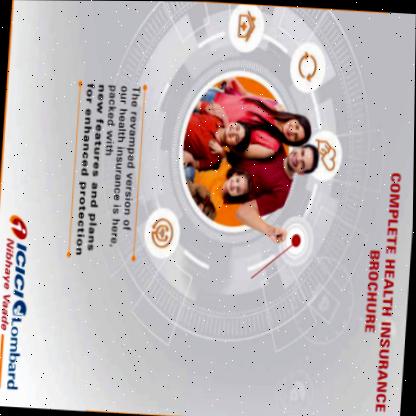 COMPLETE HEALTH INSURANCE
BROCHURE
The revamped version of
our health insurance is here,
packed with
new features and plans
for enhanced protection
ICICI Lombard
Nibhaye Vaade